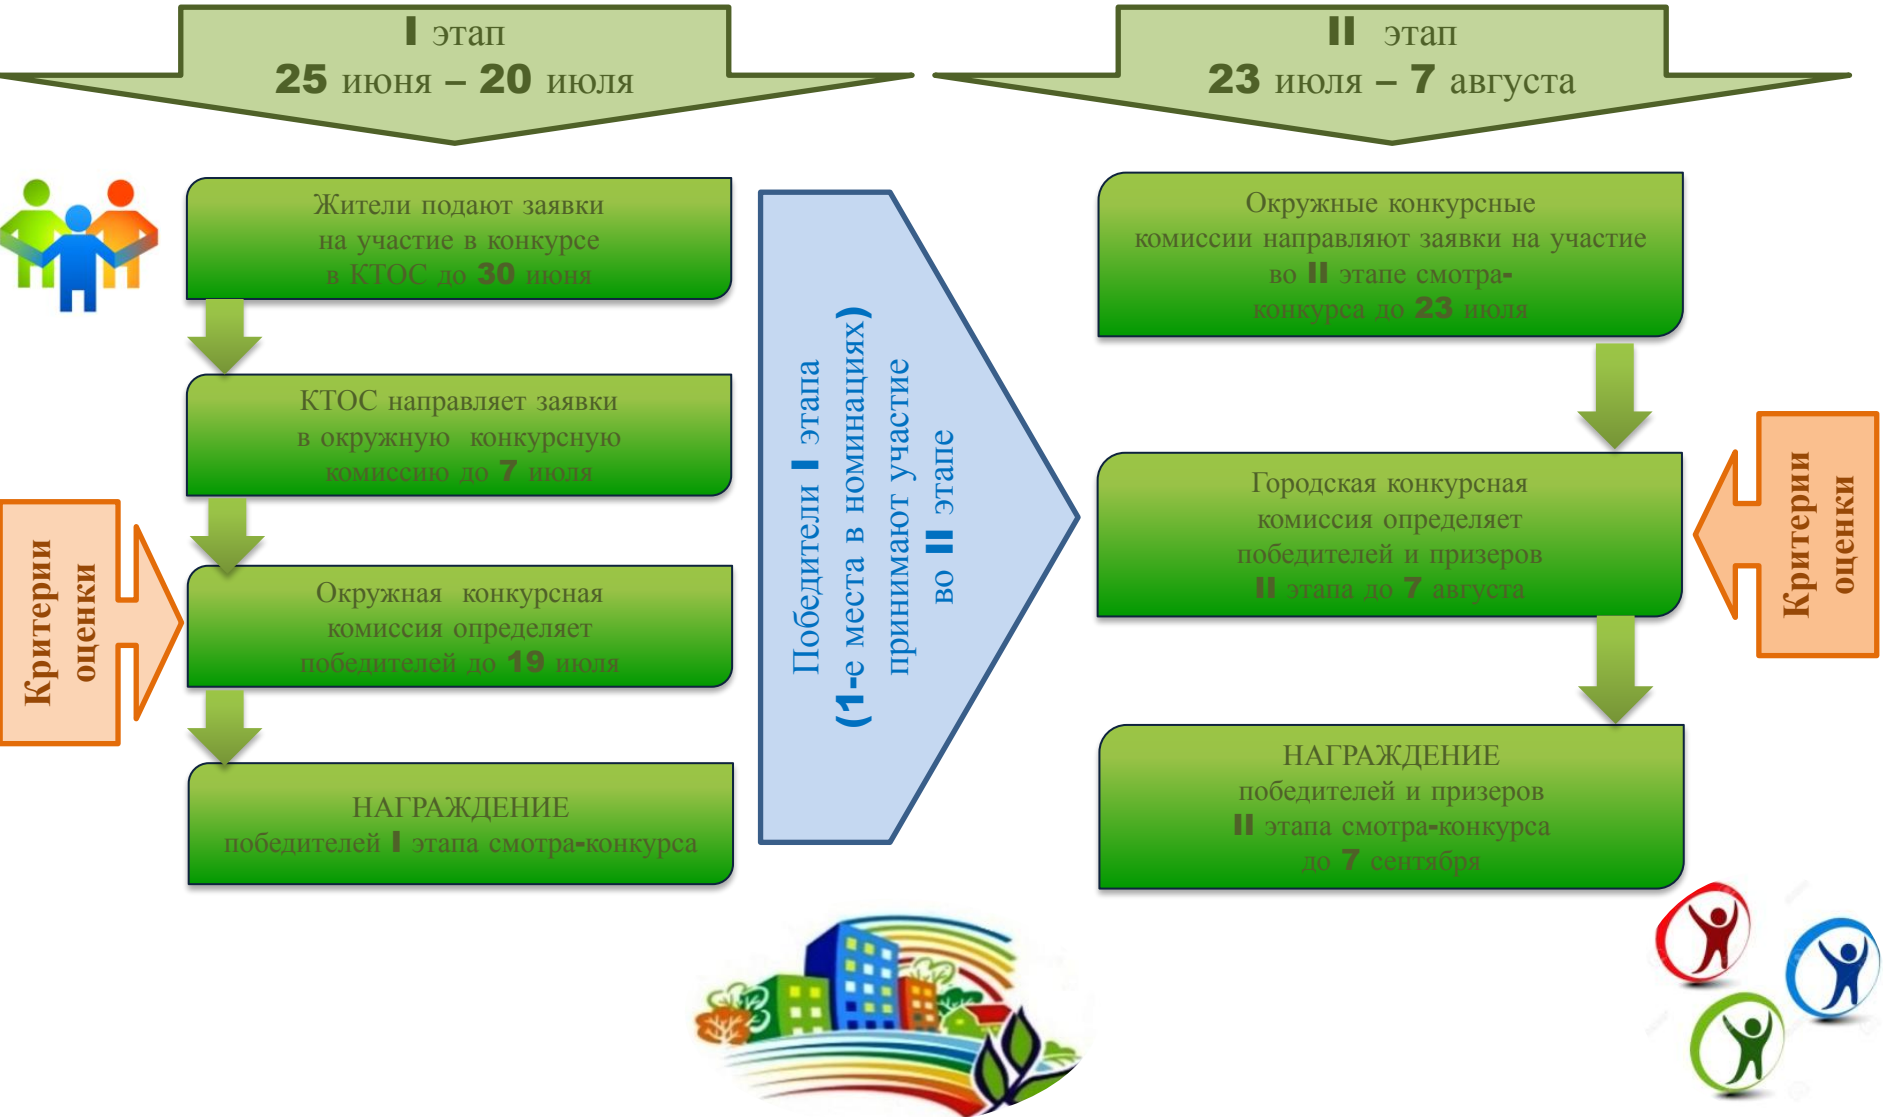 I этап
25 июня – 20 июля
Жители подают заявки
на участие в конкурсе
в КТОС до 30 июня
КТОС направляет заявки
в окружную конкурсную
комиссию до 7 июля
Критерии
оценки
Окружная конкурсная
комиссия определяет
победителей до 19 июля
НАГРАЖДЕНИЕ
победителей I этапа смотра-конкурса
Победители I этапа
(1-е места в номинациях)
принимают участие
во II этапе
II этап
23 июля – 7 августа
Окружные конкурсные
комиссии направляют заявки на участие
во II этапе смотра-
конкурса до 23 июля
Городская конкурсная
комиссия определяет
победителей и призеров
II этапа до 7 августа
Критерии
оценки
НАГРАЖДЕНИЕ
победителей и призеров
II этапа смотра-конкурса
до 7 сентября